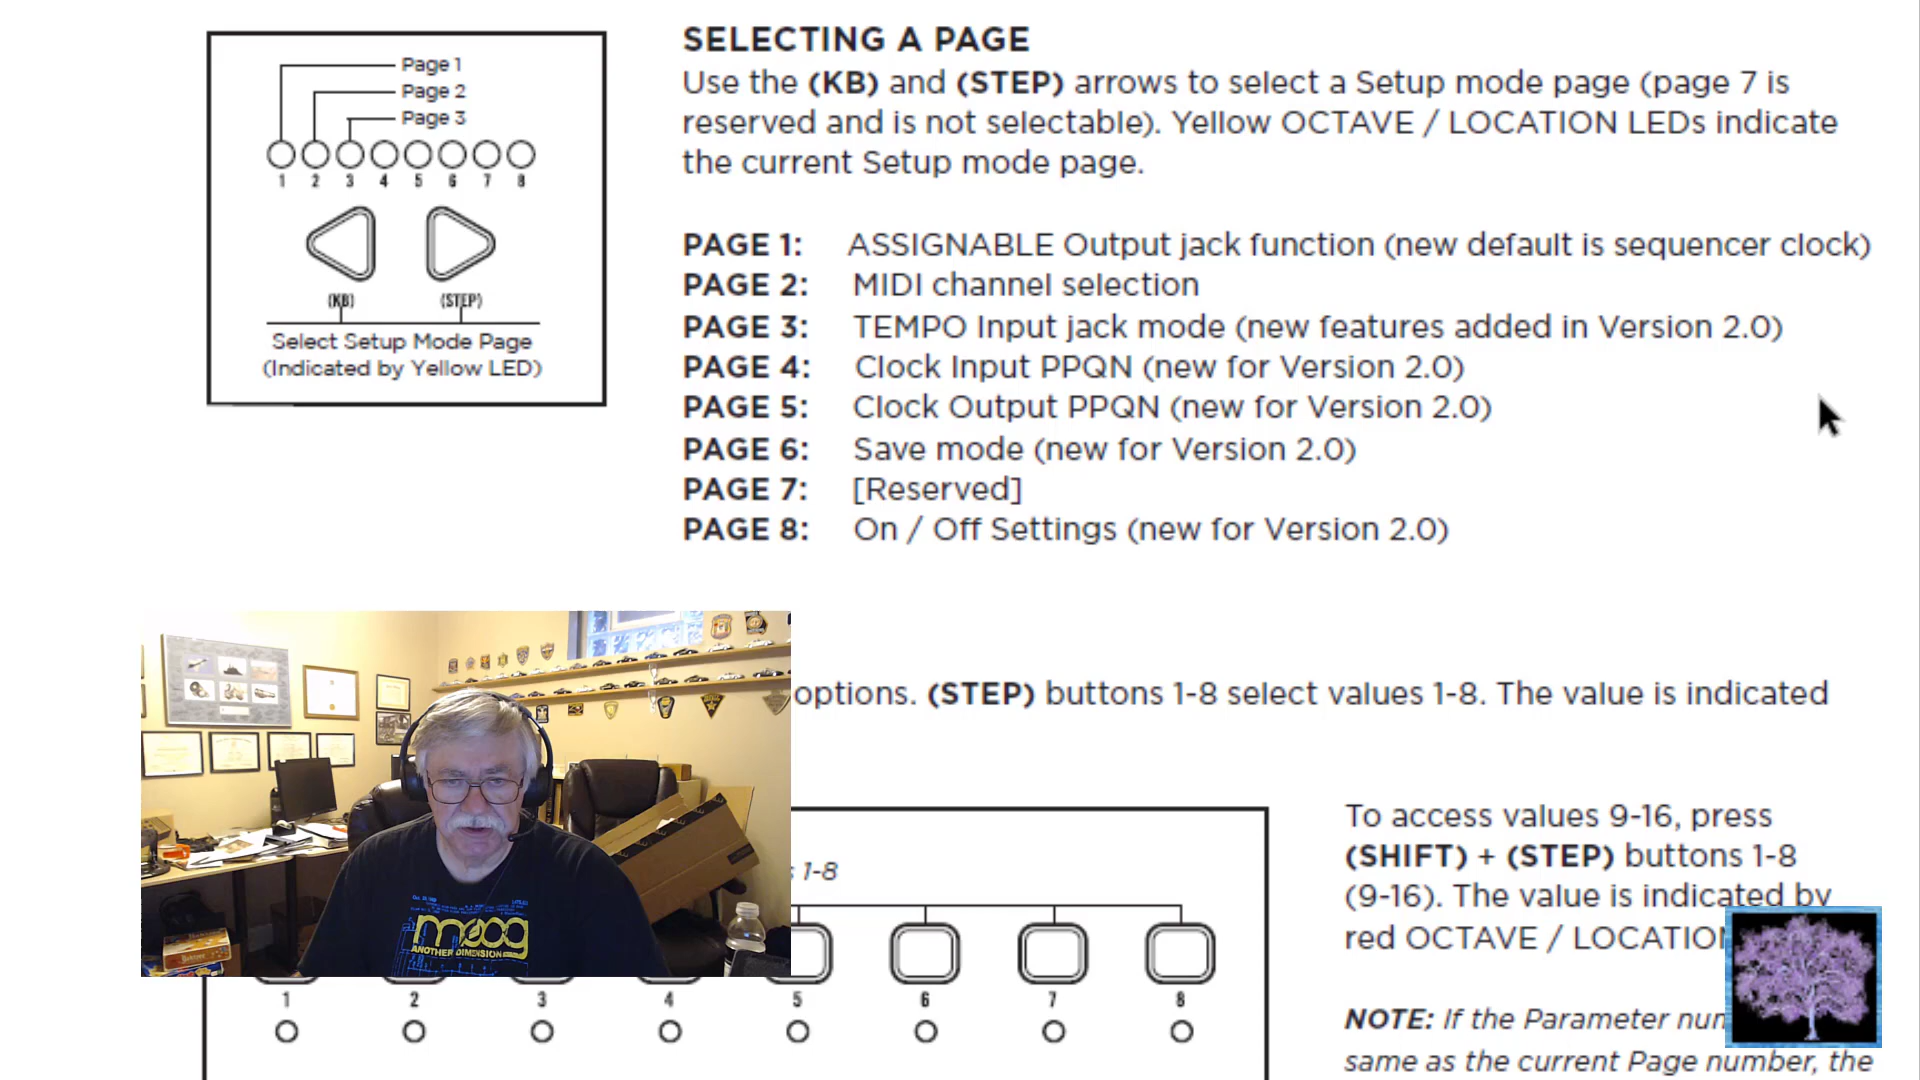 Page 1
Page 2
Page 3
1 2 3 4 5 6 7 8
(KB) (STEP)
Select Setup Mode Page
(Indicated by Yellow LED)
SELECTING A PAGE
Use the (KB) and (STEP) arrows to select a Setup mode page (page 7 is
reserved and is not selectable). Yellow OCTAVE / LOCATION LEDs indicate
the current Setup mode page.
PAGE 1: ASSIGNABLE Output jack function (new default is sequencer clock)
PAGE 2: MIDI channel selection
PAGE 3: TEMPO Input jack mode (new features added in Version 2.0)
PAGE 4: Clock Input PPQN (new for Version 2.0)
PAGE 5: Clock Output PPQN (new for Version 2.0)
PAGE 6: Save mode (new for Version 2.0)
PAGE 7: [Reserved]
PAGE 8: On / Off Settings (new for Version 2.0)
options. (STEP) buttons 1-8 select values 1-8. The value is indicated
1-8
1 2 3 4 5 6 7 8
To access values 9-16, press
(SHIFT) + (STEP) buttons 1-8
(9-16). The value is indicated by
red OCTAVE / LOCATION
NOTE: If the Parameter
same as the current Page number, the
moog
ANOTHER DIMENSION